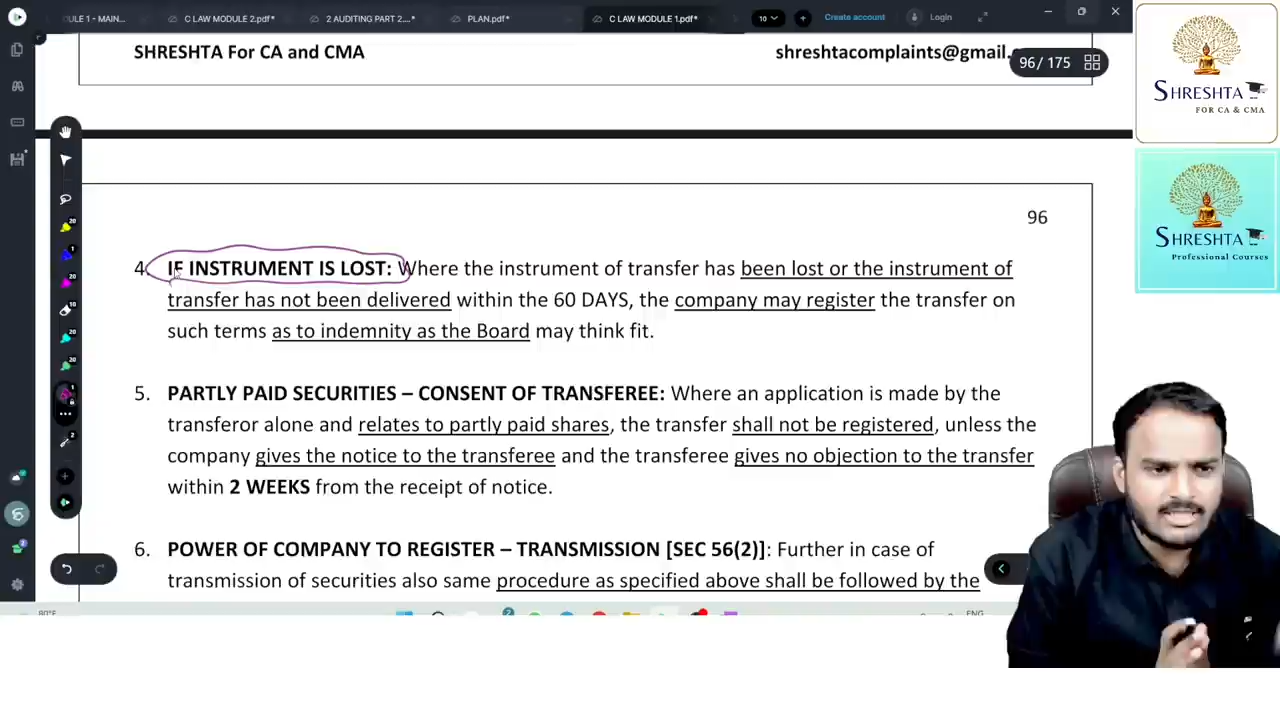 ULE 1 - MAIN...
C LAW MODULE 2.pdf*
2 AUDITING PART 2....*
PLAN.pdf*
C LAW MODULE 1.pdf*
10
Create account
Login
SHRESHTA For CA and CMA
shreshtacomplaints@gmail.
96 / 175
SHRESHTA
FOR CA & CMA
SHRESHTA
Professional Courses
96
4. IF INSTRUMENT IS LOST: Where the instrument of transfer has been lost or the instrument of
transfer has not been delivered within the 60 DAYS, the company may register the transfer on
such terms as to indemnity as the Board may think fit.
5. PARTLY PAID SECURITIES – CONSENT OF TRANSFEREE: Where an application is made by the
transferor alone and relates to partly paid shares, the transfer shall not be registered, unless the
company gives the notice to the transferee and the transferee gives no objection to the transfer
within 2 WEEKS from the receipt of notice.
6. POWER OF COMPANY TO REGISTER – TRANSMISSION [SEC 56(2)]: Further in case of
transmission of securities also same procedure as specified above shall be followed by the
80°F
ENG